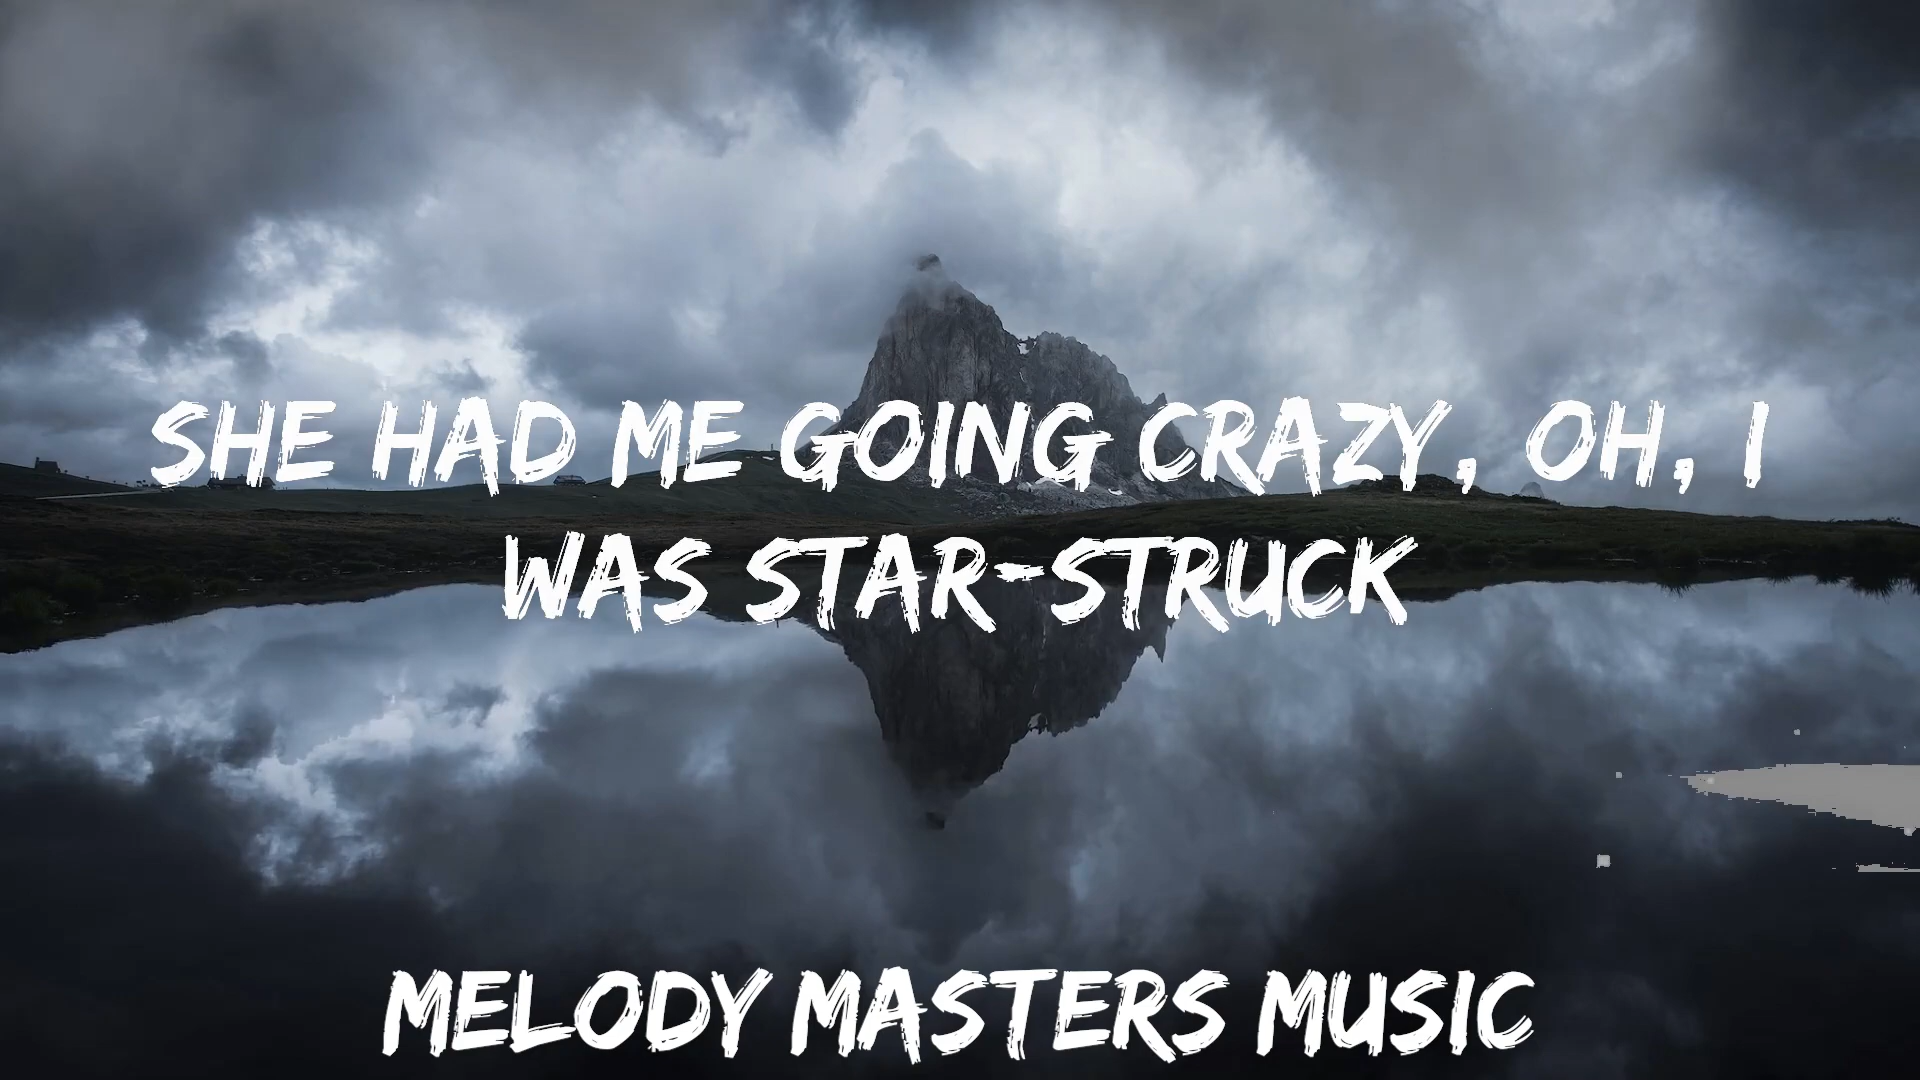 SHE HAD ME GOING CRAZY, OH, I
WAS STAR-STRUCK
MELODY MASTERS MUSIC